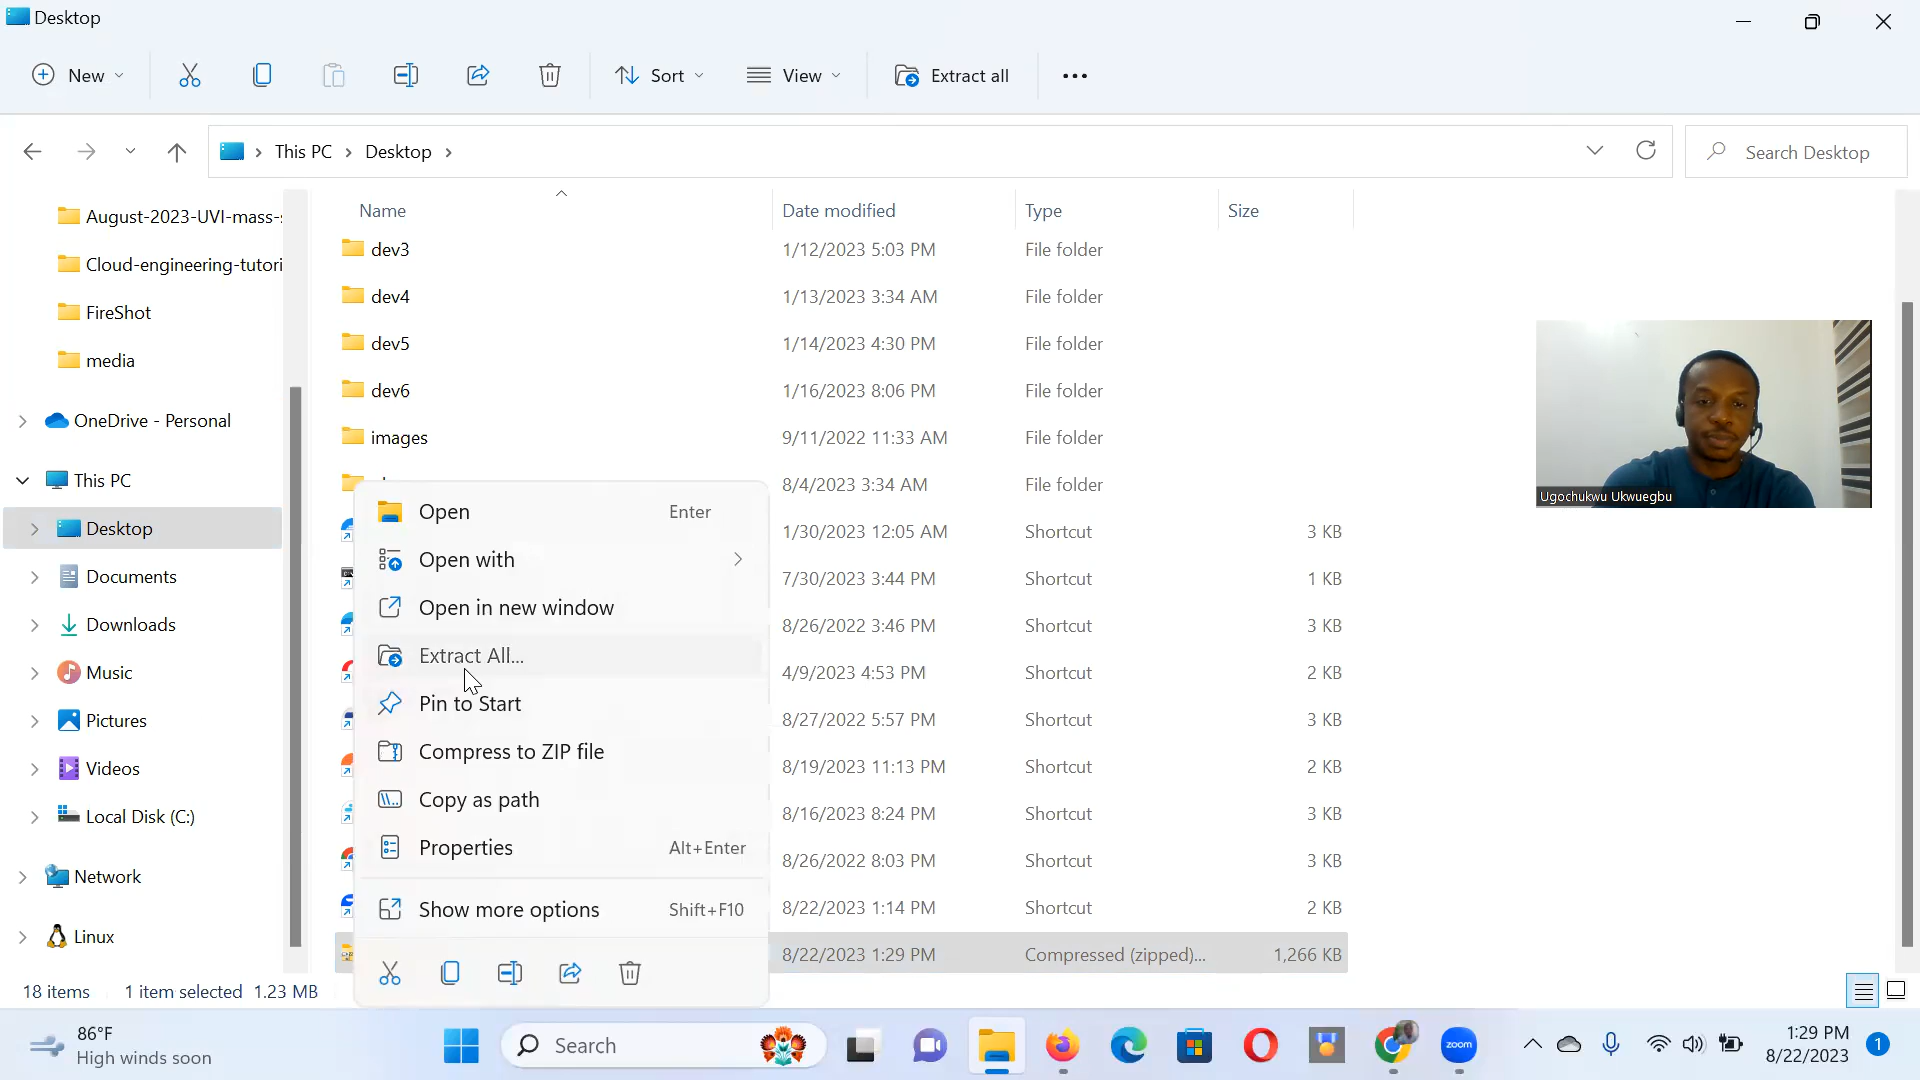 Desktop
New
Sort
View
Extract all
This PC
Desktop
Search Desktop
Name
Date modified
Type
Size
August-2023-UVI-mass-
Cloud-engineering-tutori
FireShot
media
OneDrive - Personal
This PC
Desktop
Documents
Downloads
Music
Pictures
Videos
Local Disk (C:)
Network
Linux
dev3 1/12/2023 5:03 PM File folder
dev4 1/13/2023 3:34 AM File folder
dev5 1/14/2023 4:30 PM File folder
dev6 1/16/2023 8:06 PM File folder
images 9/11/2022 11:33 AM File folder
8/4/2023 3:34 AM File folder
1/30/2023 12:05 AM Shortcut 3 KB
7/30/2023 3:44 PM Shortcut 1 KB
8/26/2022 3:46 PM Shortcut 3 KB
4/9/2023 4:53 PM Shortcut 2 KB
8/27/2022 5:57 PM Shortcut 3 KB
8/19/2023 11:13 PM Shortcut 2 KB
8/16/2023 8:24 PM Shortcut 3 KB
8/26/2022 8:03 PM Shortcut 3 KB
8/22/2023 1:14 PM Shortcut 2 KB
8/22/2023 1:29 PM Compressed (zipped)... 1,266 KB
Open Enter
Open with
Open in new window
Extract All...
Pin to Start
Compress to ZIP file
Copy as path
Properties Alt+Enter
Show more options Shift+F10
Ugochukwu Ukwuegbu
18 items 1 item selected 1.23 MB
86°F
High winds soon
Search
zoom
1:29 PM
8/22/2023
1